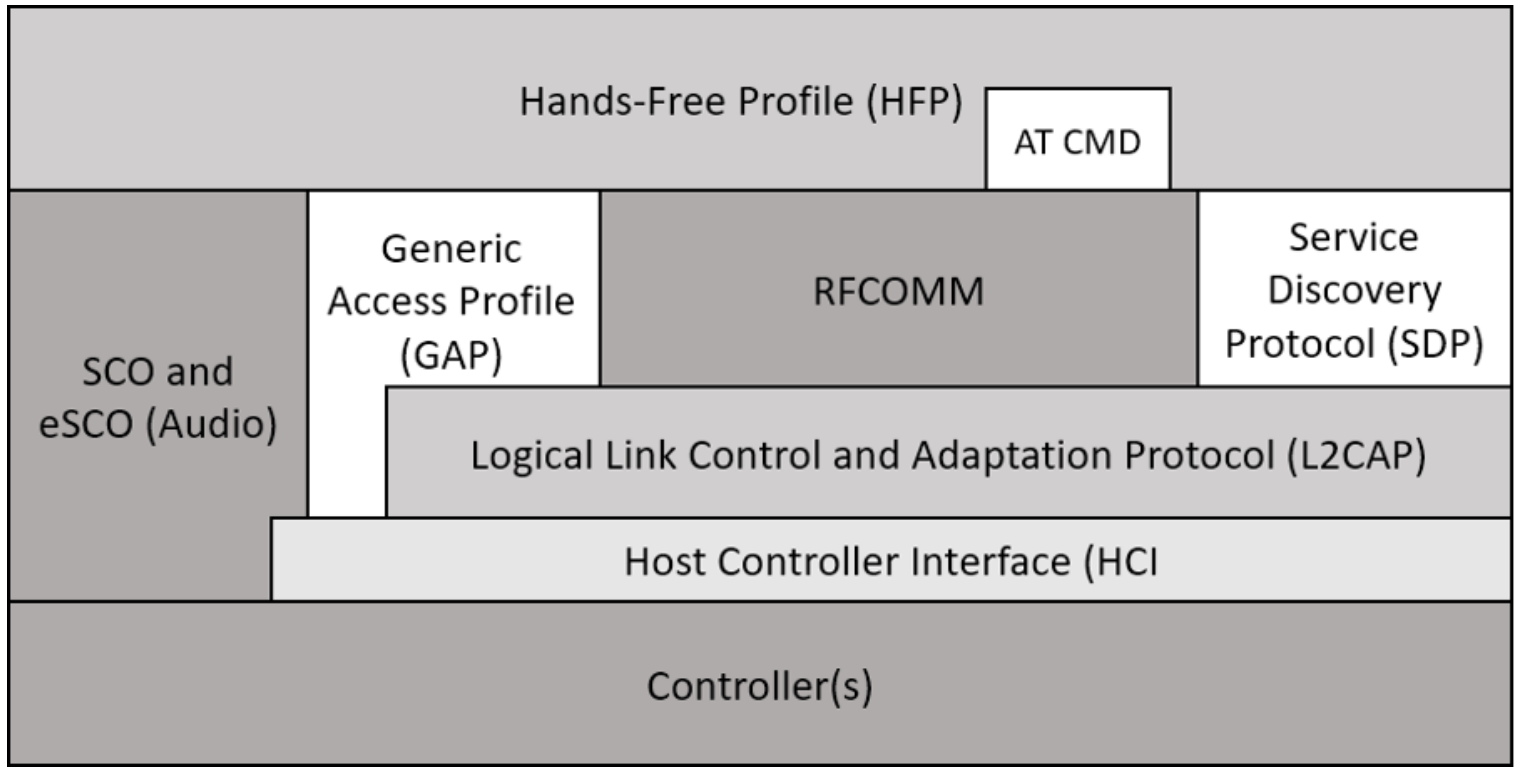 Hands-Free Profile (HFP)
AT CMD
SCO and
eSCO (Audio)
Generic
Access Profile
(GAP)
RFCOMM
Service
Discovery
Protocol (SDP)
Logical Link Control and Adaptation Protocol (L2CAP)
Host Controller Interface (HCI
Controller(s)